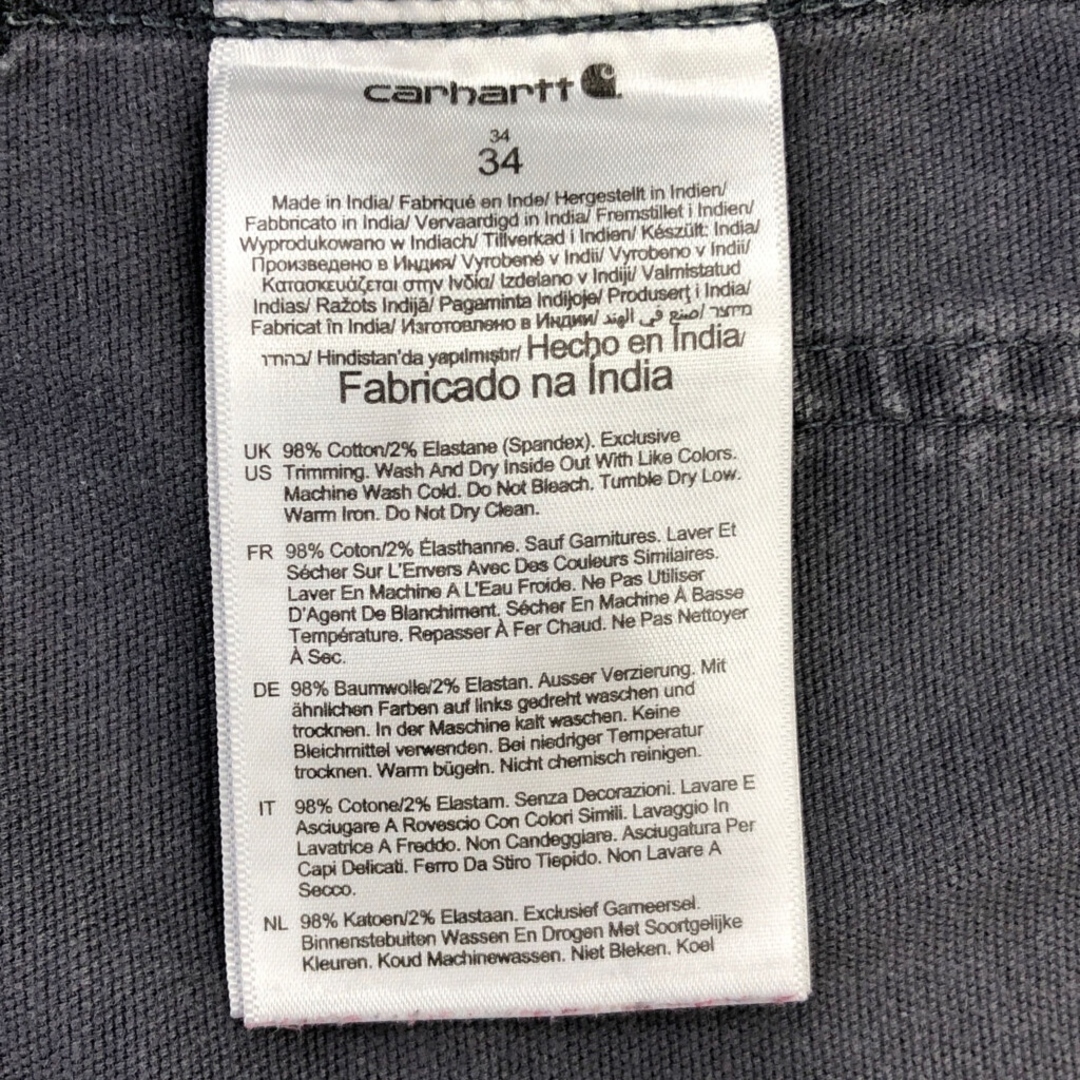 carhartt
34
34
Made in India/ Fabriqué en Inde/ Hergestellt in Indien/
Fabbricato in India/ Vervaardigd in India/ Fremstillet i Indien/
Wyprodukowano w Indiach/ Tillverkad i Indien/ Készült: India/
Произведено в Индия/ Vyrobené v Indii/ Vyrobeno v Indii/
Κατασκευάζεται στην Ινδία/ Izdelano v Indiji/ Valmistatud
Indias/ Ražots Indijā/ Pagaminta Indijoje/ Produserţ i India/
Fabricat în India/ Изготовлено в Индии/ صنع في الهند/
Hindistan'da yapılmıştır/ Hecho en India/
Fabricado na Índia
UK 98% Cotton/2% Elastane (Spandex). Exclusive
US Trimming. Wash And Dry Inside Out With Like Colors.
Machine Wash Cold. Do Not Bleach. Tumble Dry Low.
Warm Iron. Do Not Dry Clean.
FR 98% Coton/2% Élasthanne. Sauf Garnitures. Laver Et
Sécher Sur L'Envers Avec Des Couleurs Similaires.
Laver En Machine A L'Eau Froide. Ne Pas Utiliser
D'Agent De Blanchiment. Sécher En Machine À Basse
Température. Repasser À Fer Chaud. Ne Pas Nettoyer
À Sec.
DE 98% Baumwolle/2% Elastan. Ausser Verzierung. Mit
ähnlichen Farben auf links gedreht waschen und
trocknen. In der Maschine kalt waschen. Keine
Bleichmittel verwenden. Bei niedriger Temperatur
trocknen. Warm bügeln. Nicht chemisch reinigen.
IT 98% Cotone/2% Elastam. Senza Decorazioni. Lavare E
Asciugare A Rovescio Con Colori Simili. Lavaggio In
Lavatrice A Freddo. Non Candeggiare. Asciugatura Per
Capi Delicati. Ferro Da Stiro Tiepido. Non Lavare A
Secco.
NL 98% Katoen/2% Elastaan. Exclusief Garneersel.
Binnenstebuiten Wassen En Drogen Met Soortgelijke
Kleuren. Koud Machinewassen. Niet Bleken. Koel